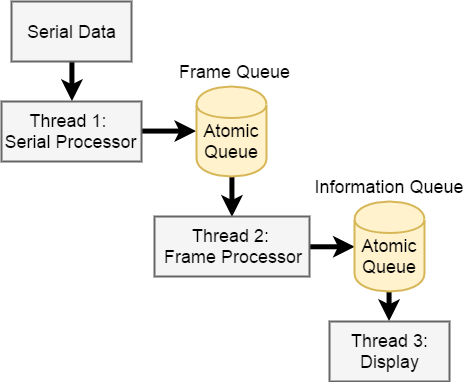 Serial Data
Frame Queue
Thread 1:
Serial Processor
Atomic
Queue
Information Queue
Thread 2:
Frame Processor
Atomic
Queue
Thread 3:
Display